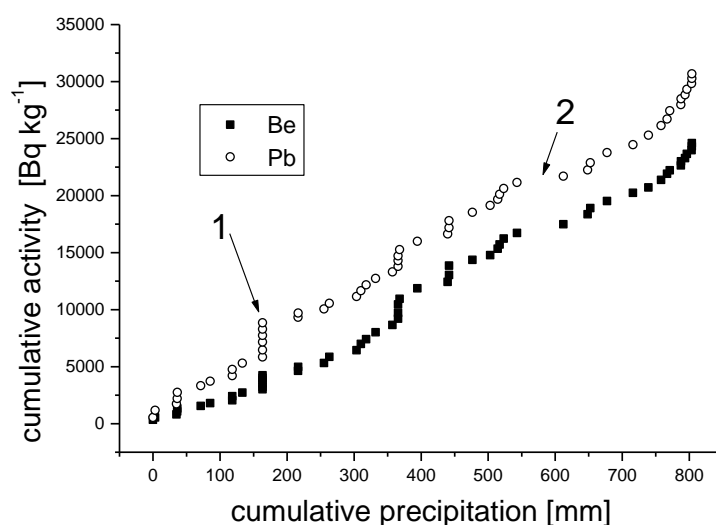 35000
30000
25000
20000
15000
10000
5000
0
cumulative activity [Bq kg⁻¹]
Be
Pb
1
2
0 100 200 300 400 500 600 700 800
cumulative precipitation [mm]